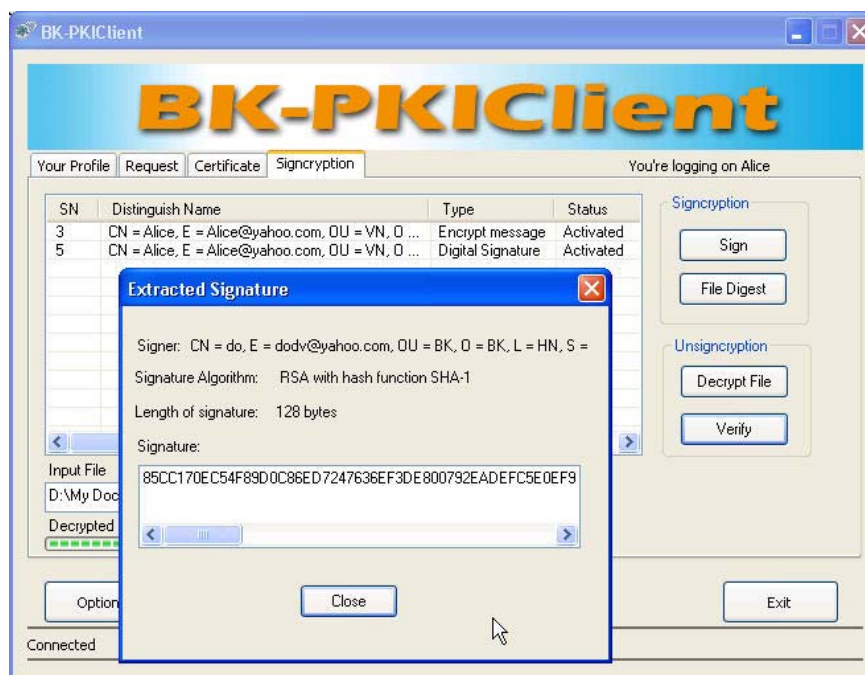 BK-PKIClient
BK-PKIClient
Your Profile Request Certificate Signcryption You're logging on Alice
SN Distinguish Name Type Status
3 CN = Alice, E = Alice@yahoo.com, OU = VN, O ... Encrypt message Activated
5 CN = Alice, E = Alice@yahoo.com, OU = VN, O ... Digital Signature Activated
Signcryption
Sign
File Digest
Unsigncryption
Decrypt File
Verify
Extracted Signature
Signer: CN = do, E = dodv@yahoo.com, OU = BK, O = BK, L = HN, S =
Signature Algorithm: RSA with hash function SHA-1
Length of signature: 128 bytes
Signature:
85CC170EC54F89D0C86ED7247636EF3DE800792EADEFC5E0EF9
Close
Input File
D:\My Doc
Decrypted
Option
Exit
Connected